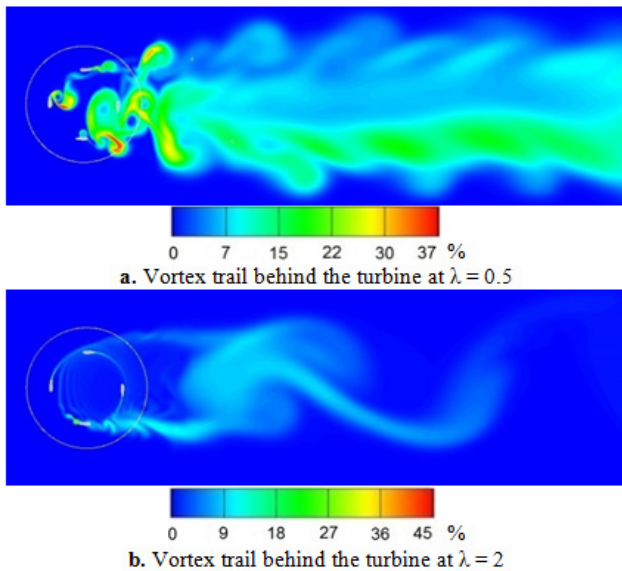 0 7 15 22 30 37 %
a. Vortex trail behind the turbine at λ = 0.5
0 9 18 27 36 45 %
b. Vortex trail behind the turbine at λ = 2